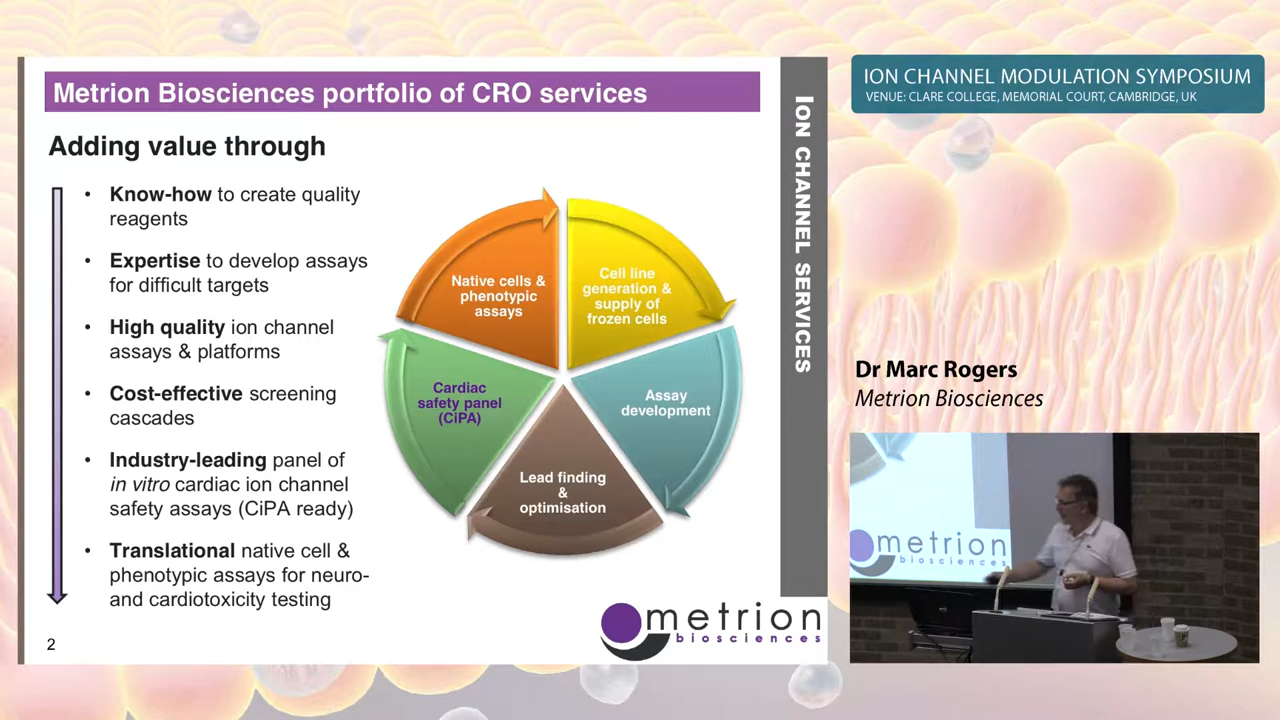 Metrion Biosciences portfolio of CRO services
Adding value through
• Know-how to create quality
reagents
• Expertise to develop assays
for difficult targets
• High quality ion channel
assays & platforms
• Cost-effective screening
cascades
• Industry-leading panel of
in vitro cardiac ion channel
safety assays (CiPA ready)
• Translational native cell &
phenotypic assays for neuro-
and cardiotoxicity testing
2
Native cells &
phenotypic
assays
Cell line
generation &
supply of
frozen cells
Cardiac
safety panel
(CiPA)
Assay
development
Lead finding
&
optimisation
metrion
biosciences
ION CHANNEL SERVICES
ION CHANNEL MODULATION SYMPOSIUM
VENUE: CLARE COLLEGE, MEMORIAL COURT, CAMBRIDGE, UK
Dr Marc Rogers
Metrion Biosciences
metrion
biosciences